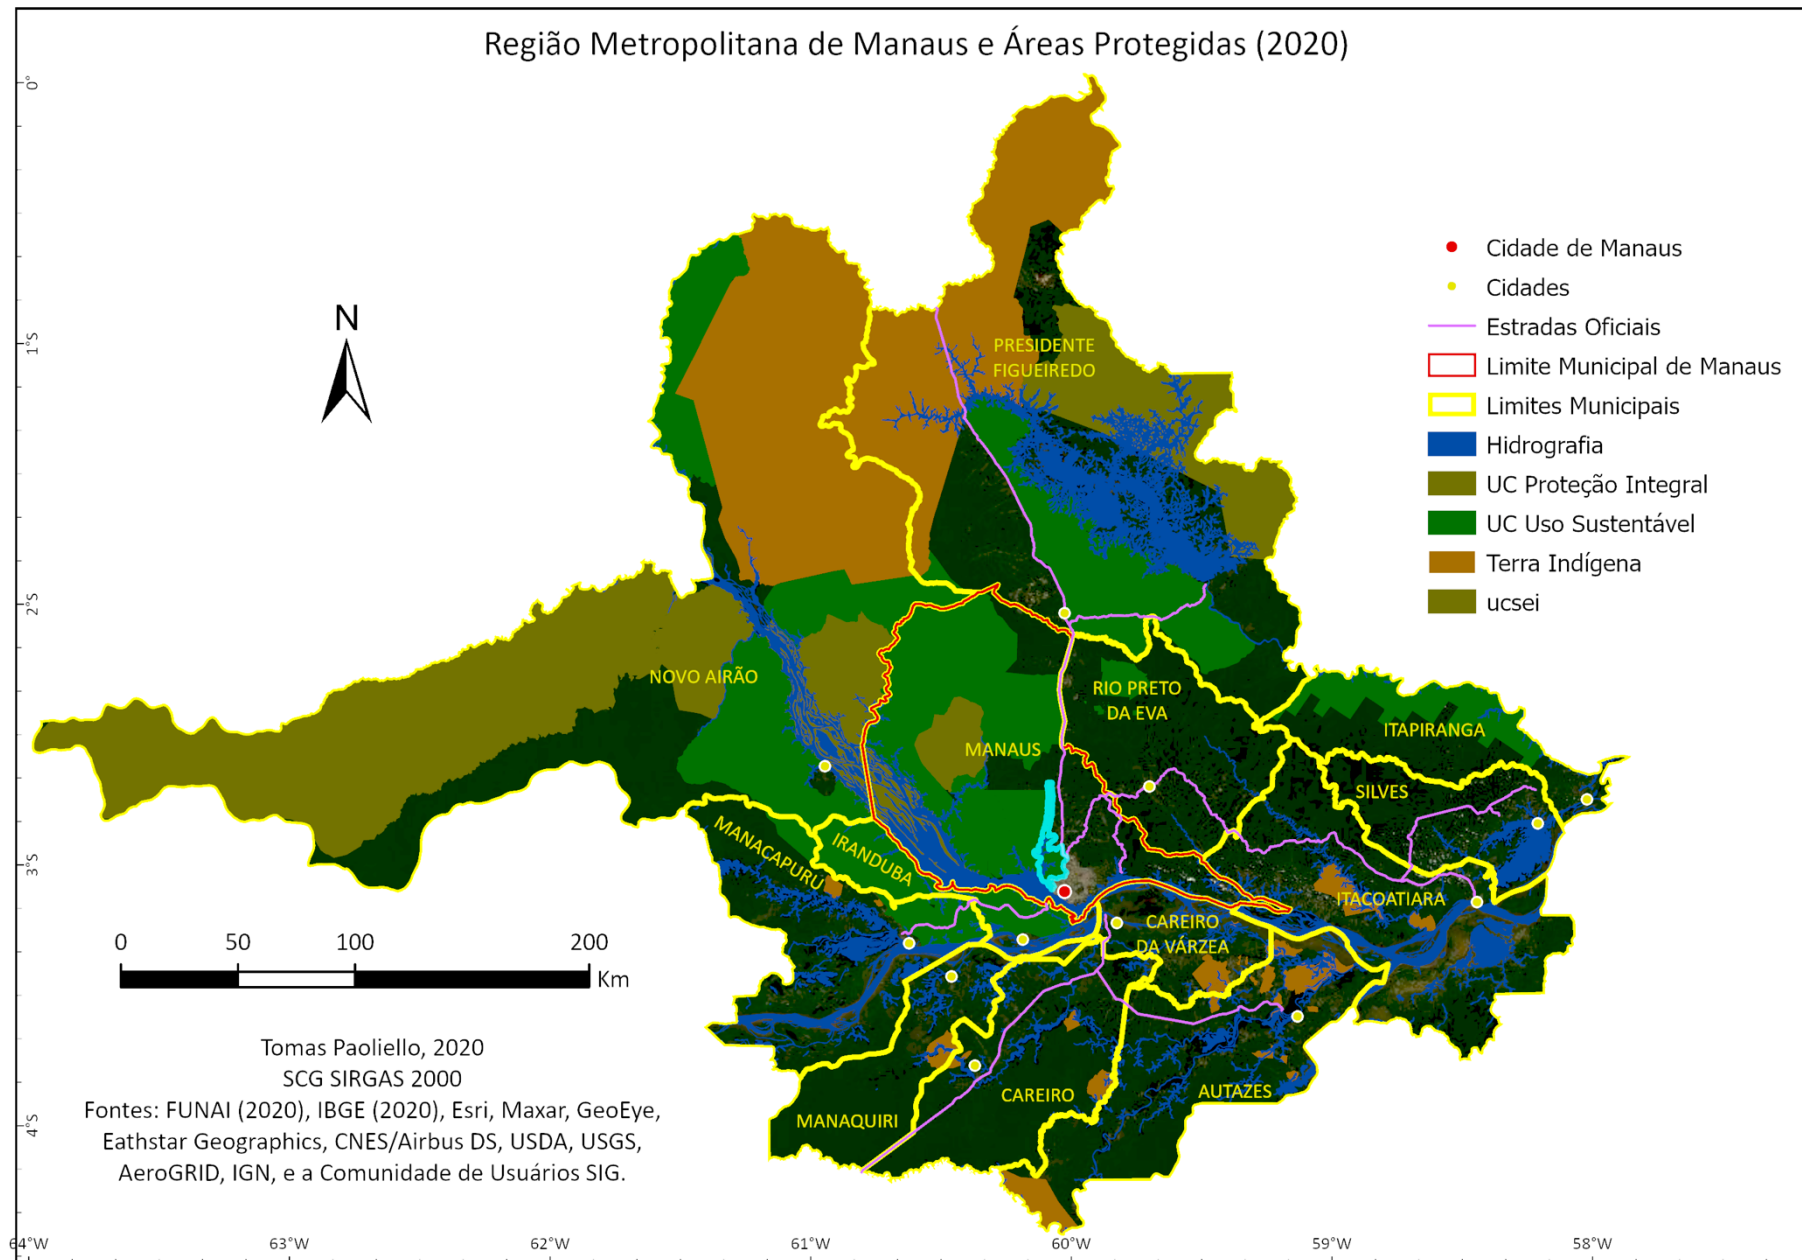 Região Metropolitana de Manaus e Áreas Protegidas (2020)
0°
1°S
2°S
3°S
4°S
N
Cidade de Manaus
Cidades
Estradas Oficiais
Limite Municipal de Manaus
Limites Municipais
Hidrografia
UC Proteção Integral
UC Uso Sustentável
Terra Indígena
ucsei
PRESIDENTE
FIGUEIREDO
NOVO AIRÃO
RIO PRETO
DA EVA
ITAPIRANGA
MANAUS
SILVES
MANACAPURU
IRANDUBA
ITACOATIARA
CAREIRO
DA VÁRZEA
CAREIRO
AUTAZES
MANAQUIRI
0 50 100 200
Km
Tomas Paoliello, 2020
SCG SIRGAS 2000
Fontes: FUNAI (2020), IBGE (2020), Esri, Maxar, GeoEye,
Eathstar Geographics, CNES/Airbus DS, USDA, USGS,
AeroGRID, IGN, e a Comunidade de Usuários SIG.
64°W 63°W 62°W 61°W 60°W 59°W 58°W